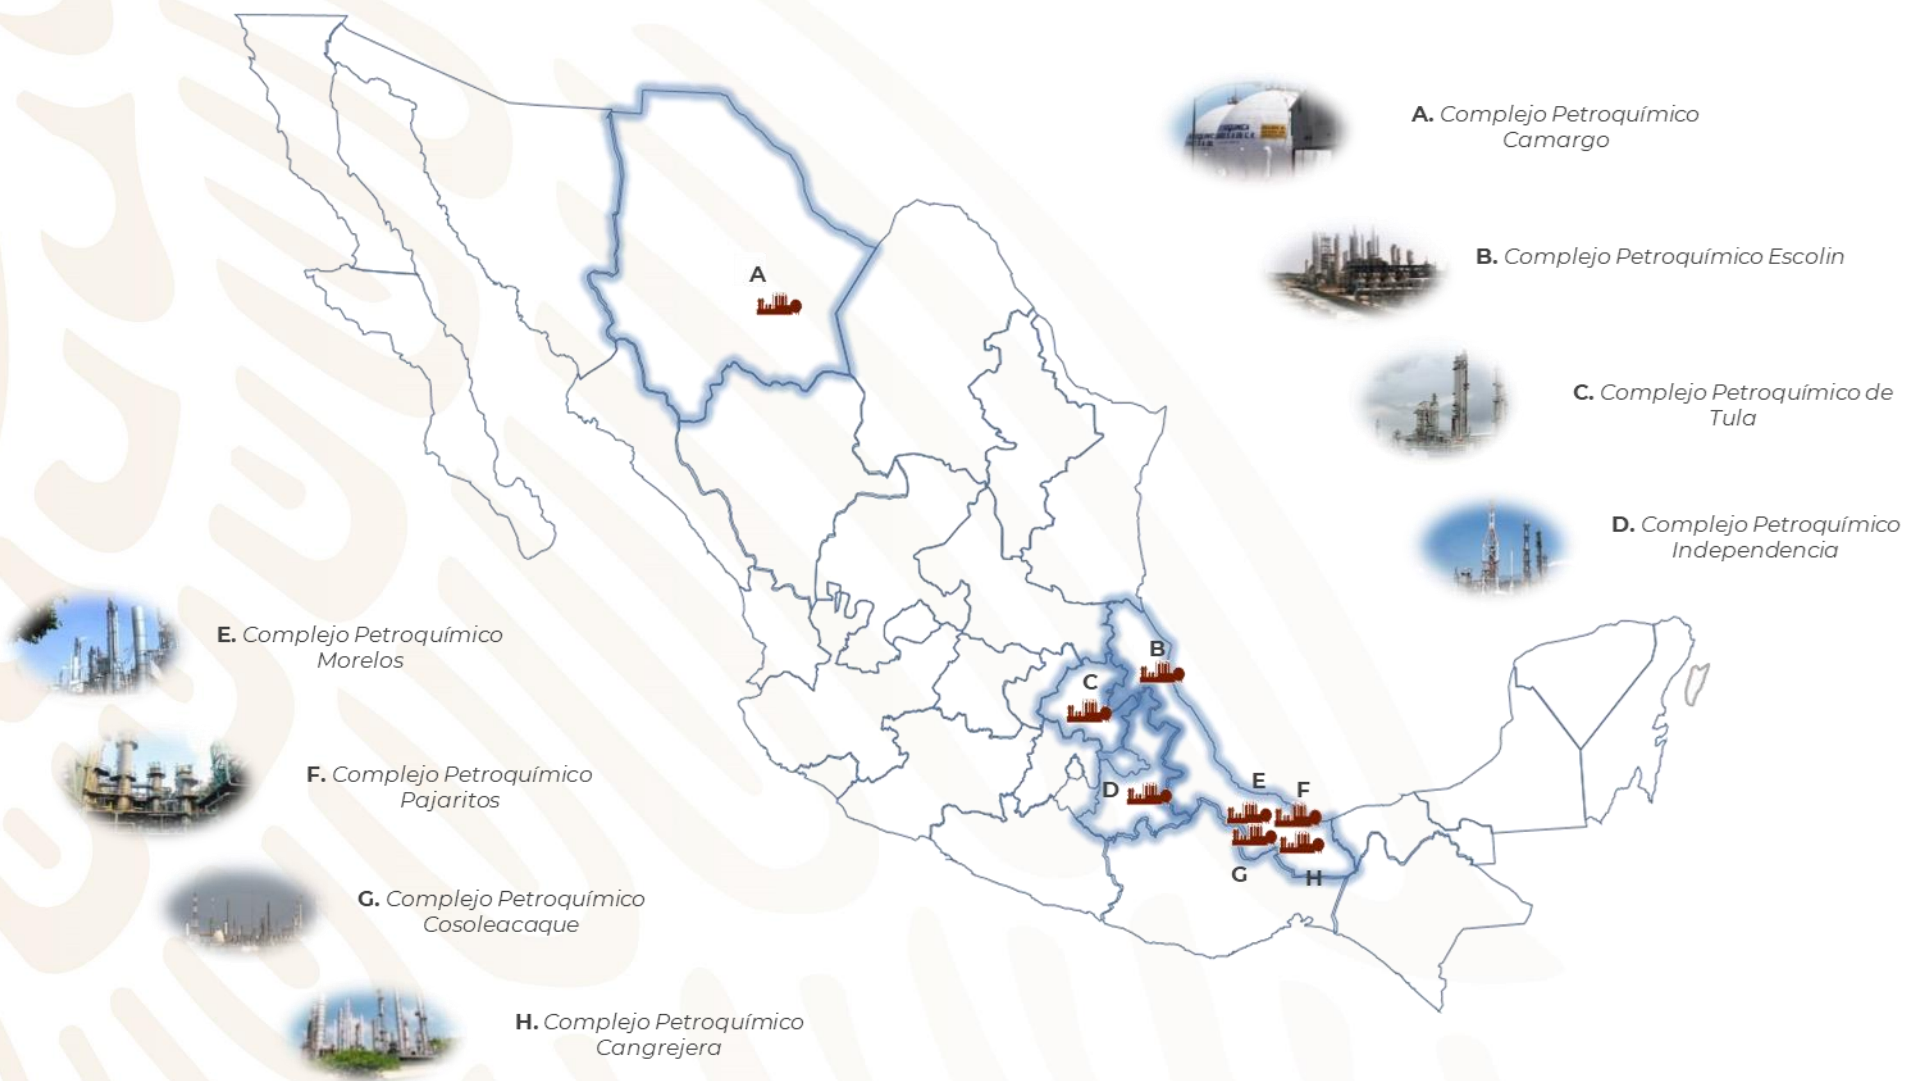 A. Complejo Petroquímico
Camargo
B. Complejo Petroquímico Escolin
C. Complejo Petroquímico de
Tula
D. Complejo Petroquímico
Independencia
E. Complejo Petroquímico
Morelos
F. Complejo Petroquímico
Pajaritos
G. Complejo Petroquímico
Cosoleacaque
H. Complejo Petroquímico
Cangrejera
A
B
C
D
E
F
G
H